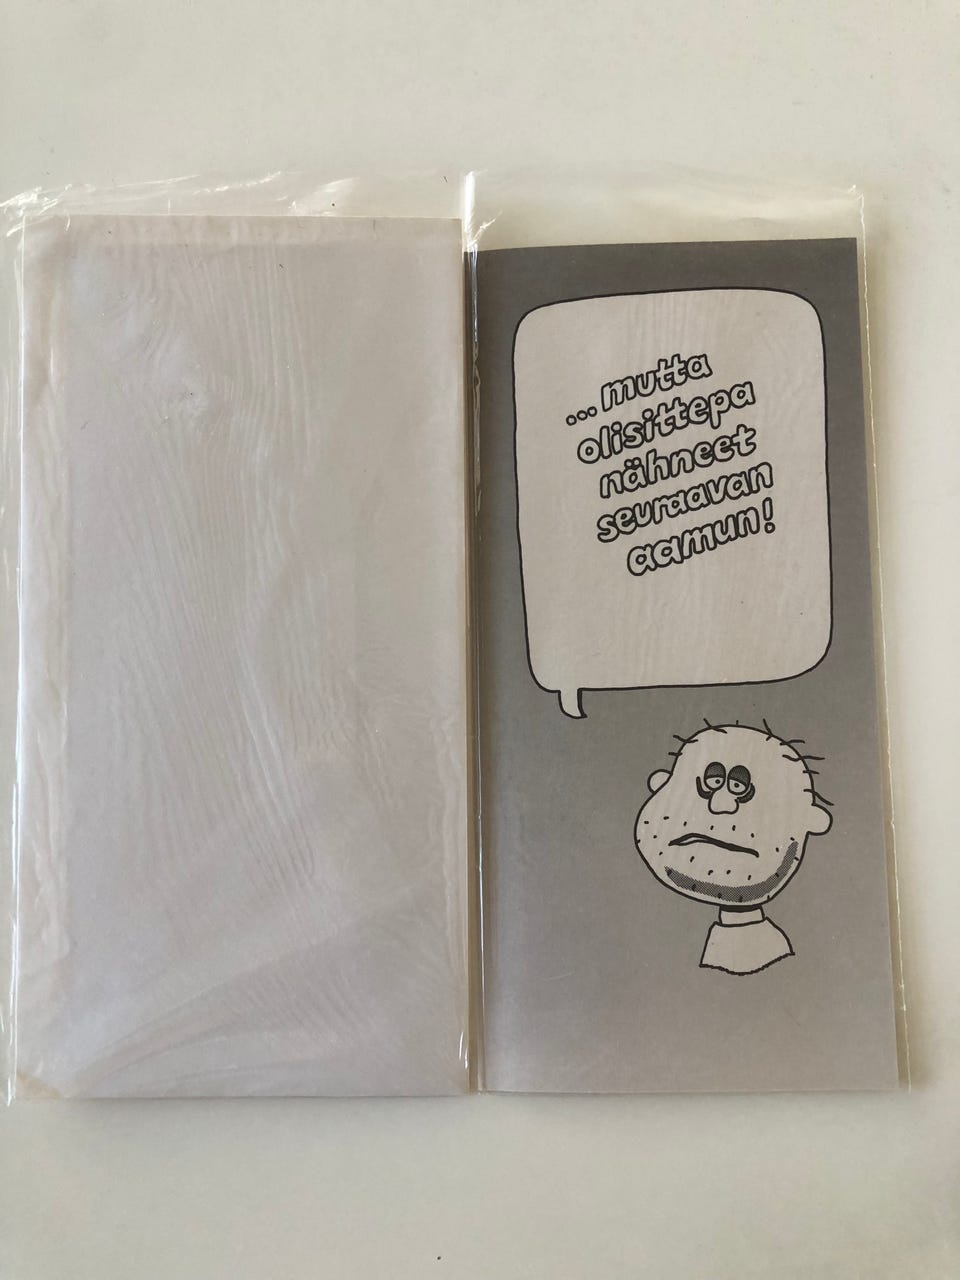 ...mutta
olisittepa
nähneet
seuraavan
aamun!